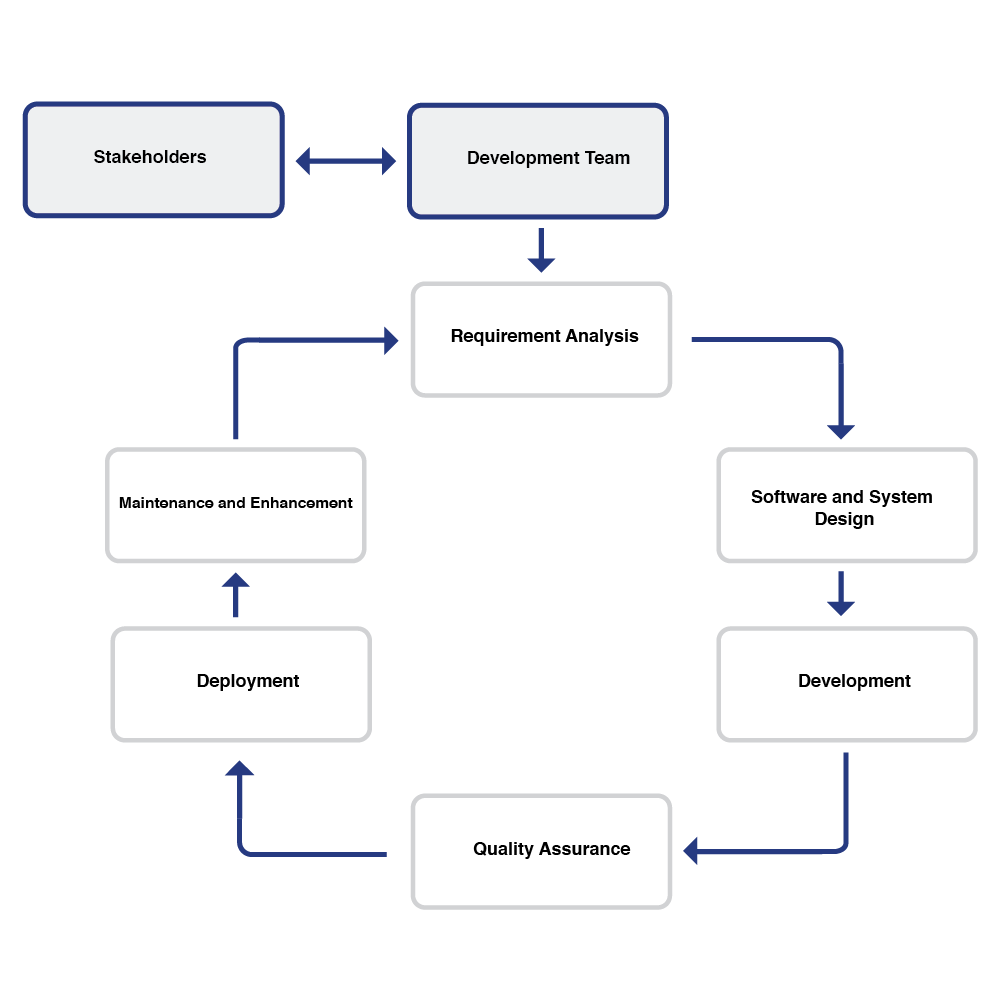 Stakeholders
Development Team
Requirement Analysis
Maintenance and Enhancement
Software and System
Design
Deployment
Development
Quality Assurance